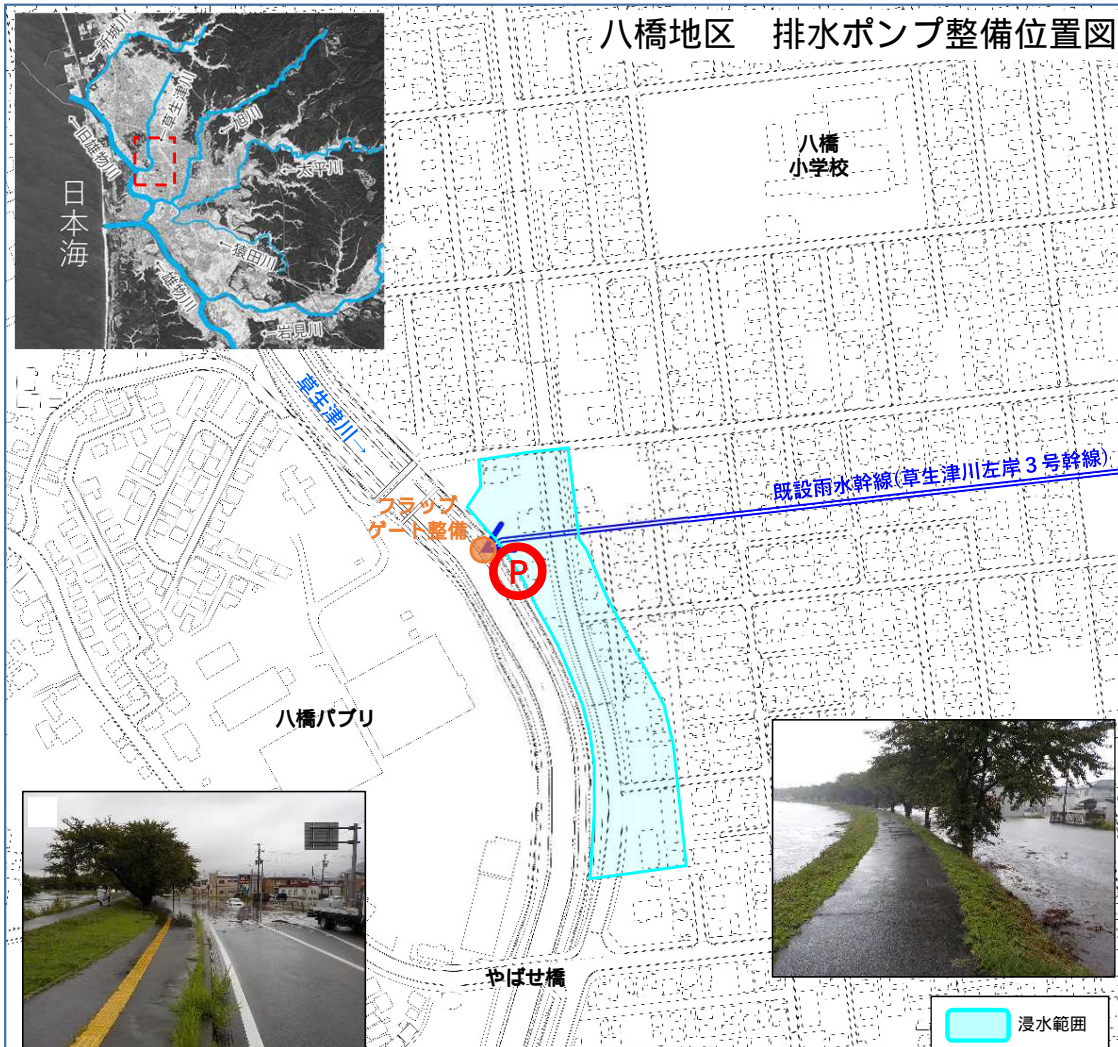 八橋地区　排水ポンプ整備位置図
←新城川
←草生津川
←旧雄物川
←旭川
←太平川
日本海
←猿田川
←雄物川
←岩見川
八橋
小学校
草生津川→
既設雨水幹線(草生津川左岸３号幹線)
フラップ
ゲート整備
P
八橋パブリ
やばせ橋
浸水範囲